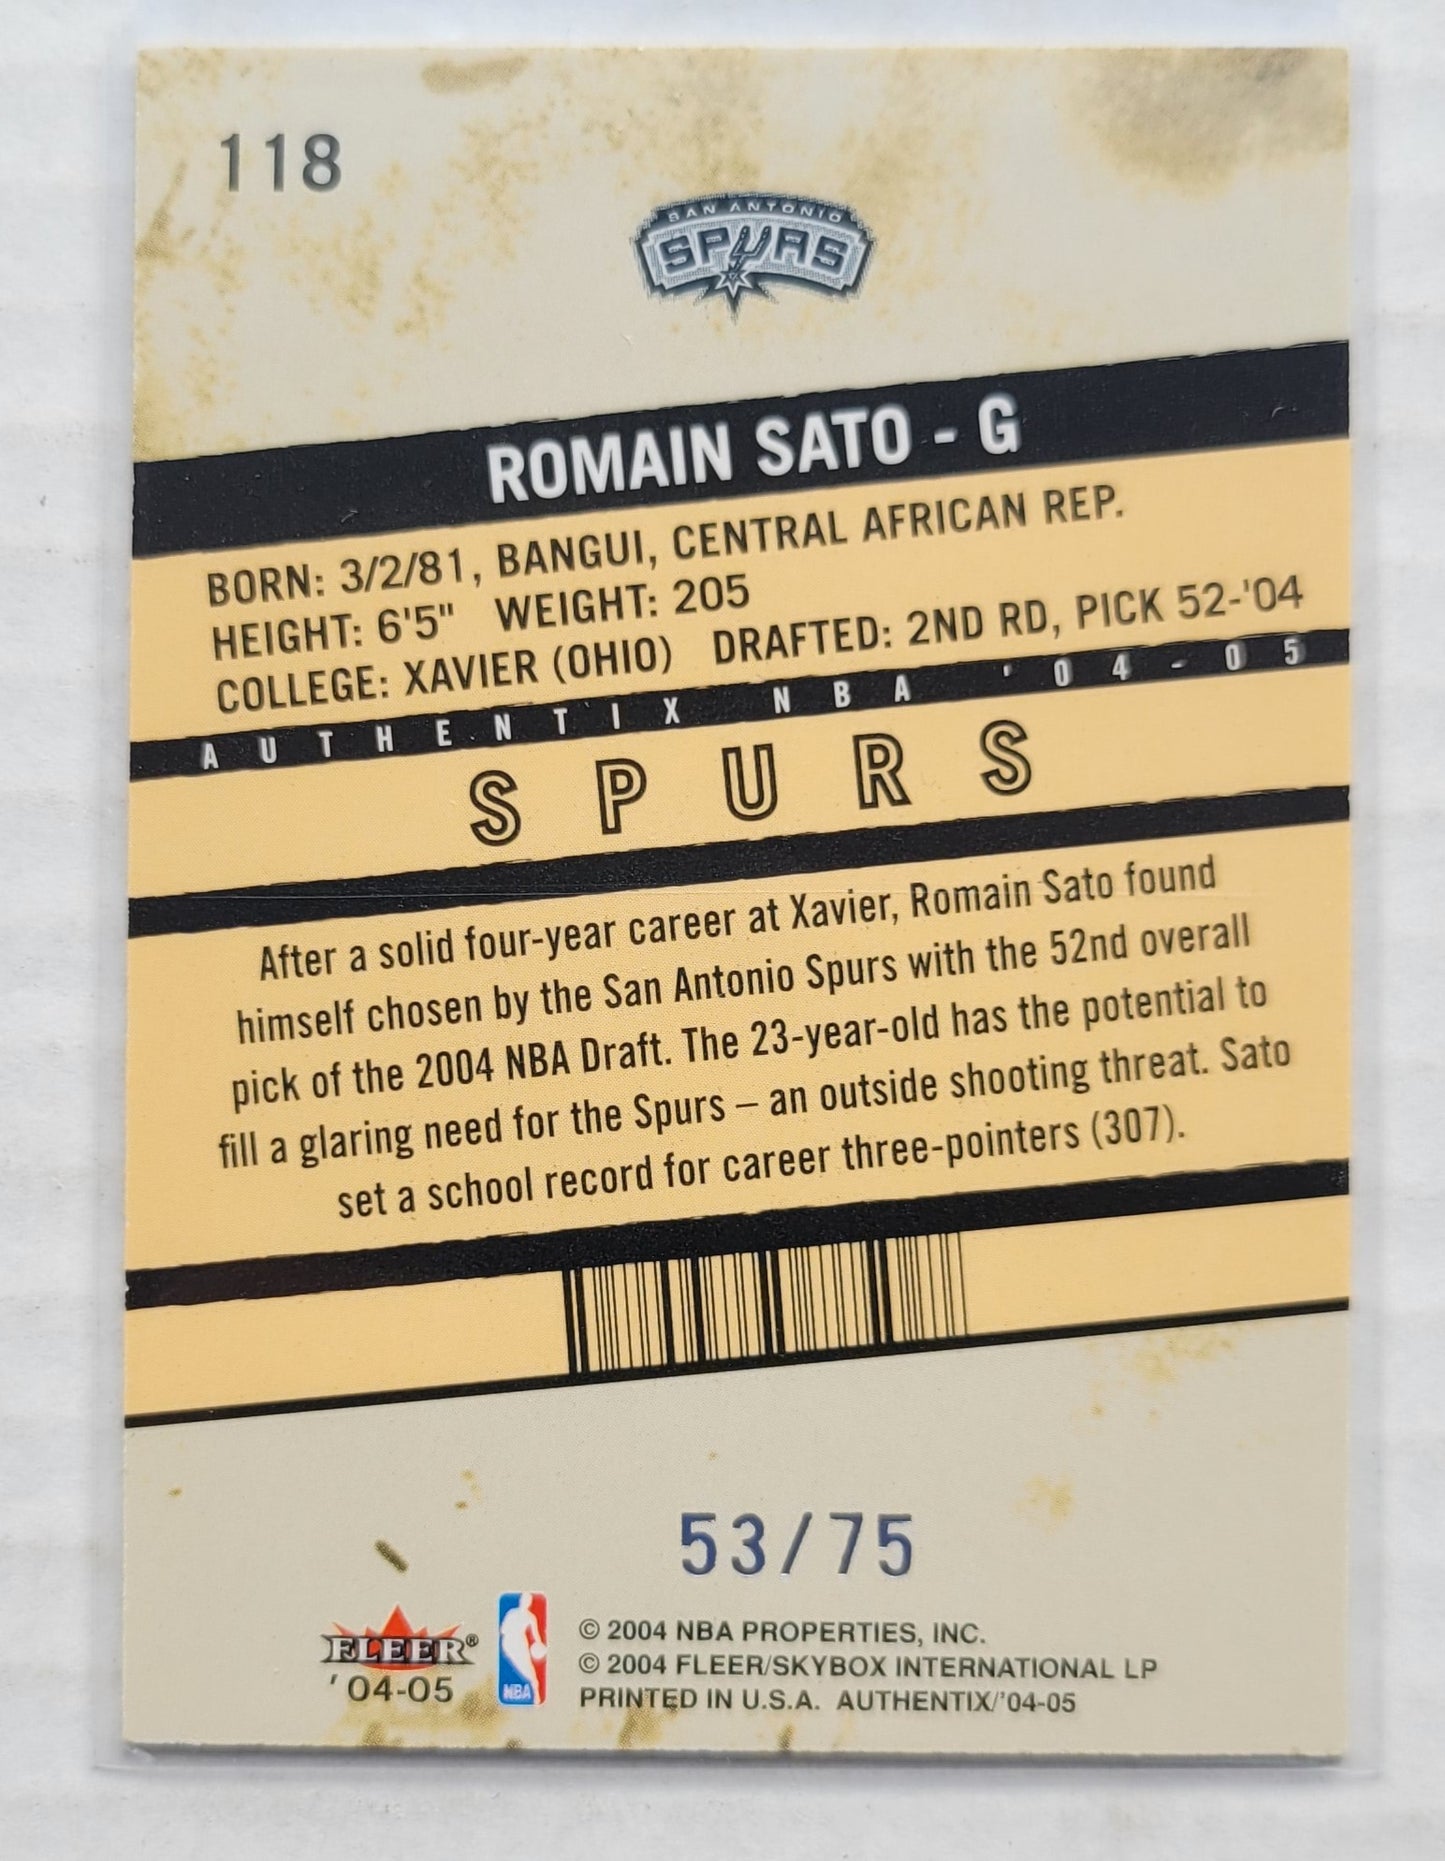 118
SAN ANTONIO
SPURS
ROMAIN SATO - G
BORN: 3/2/81, BANGUI, CENTRAL AFRICAN REP.
HEIGHT: 6'5" WEIGHT: 205
COLLEGE: XAVIER (OHIO) DRAFTED: 2ND RD, PICK 52-'04
AUTHENTIX NBA '04-05
SPURS
After a solid four-year career at Xavier, Romain Sato found
himself chosen by the San Antonio Spurs with the 52nd overall
pick of the 2004 NBA Draft. The 23-year-old has the potential to
fill a glaring need for the Spurs – an outside shooting threat. Sato
set a school record for career three-pointers (307).
53/75
FLEER®
'04-05
NBA
© 2004 NBA PROPERTIES, INC.
© 2004 FLEER/SKYBOX INTERNATIONAL LP
PRINTED IN U.S.A. AUTHENTIX/'04-05